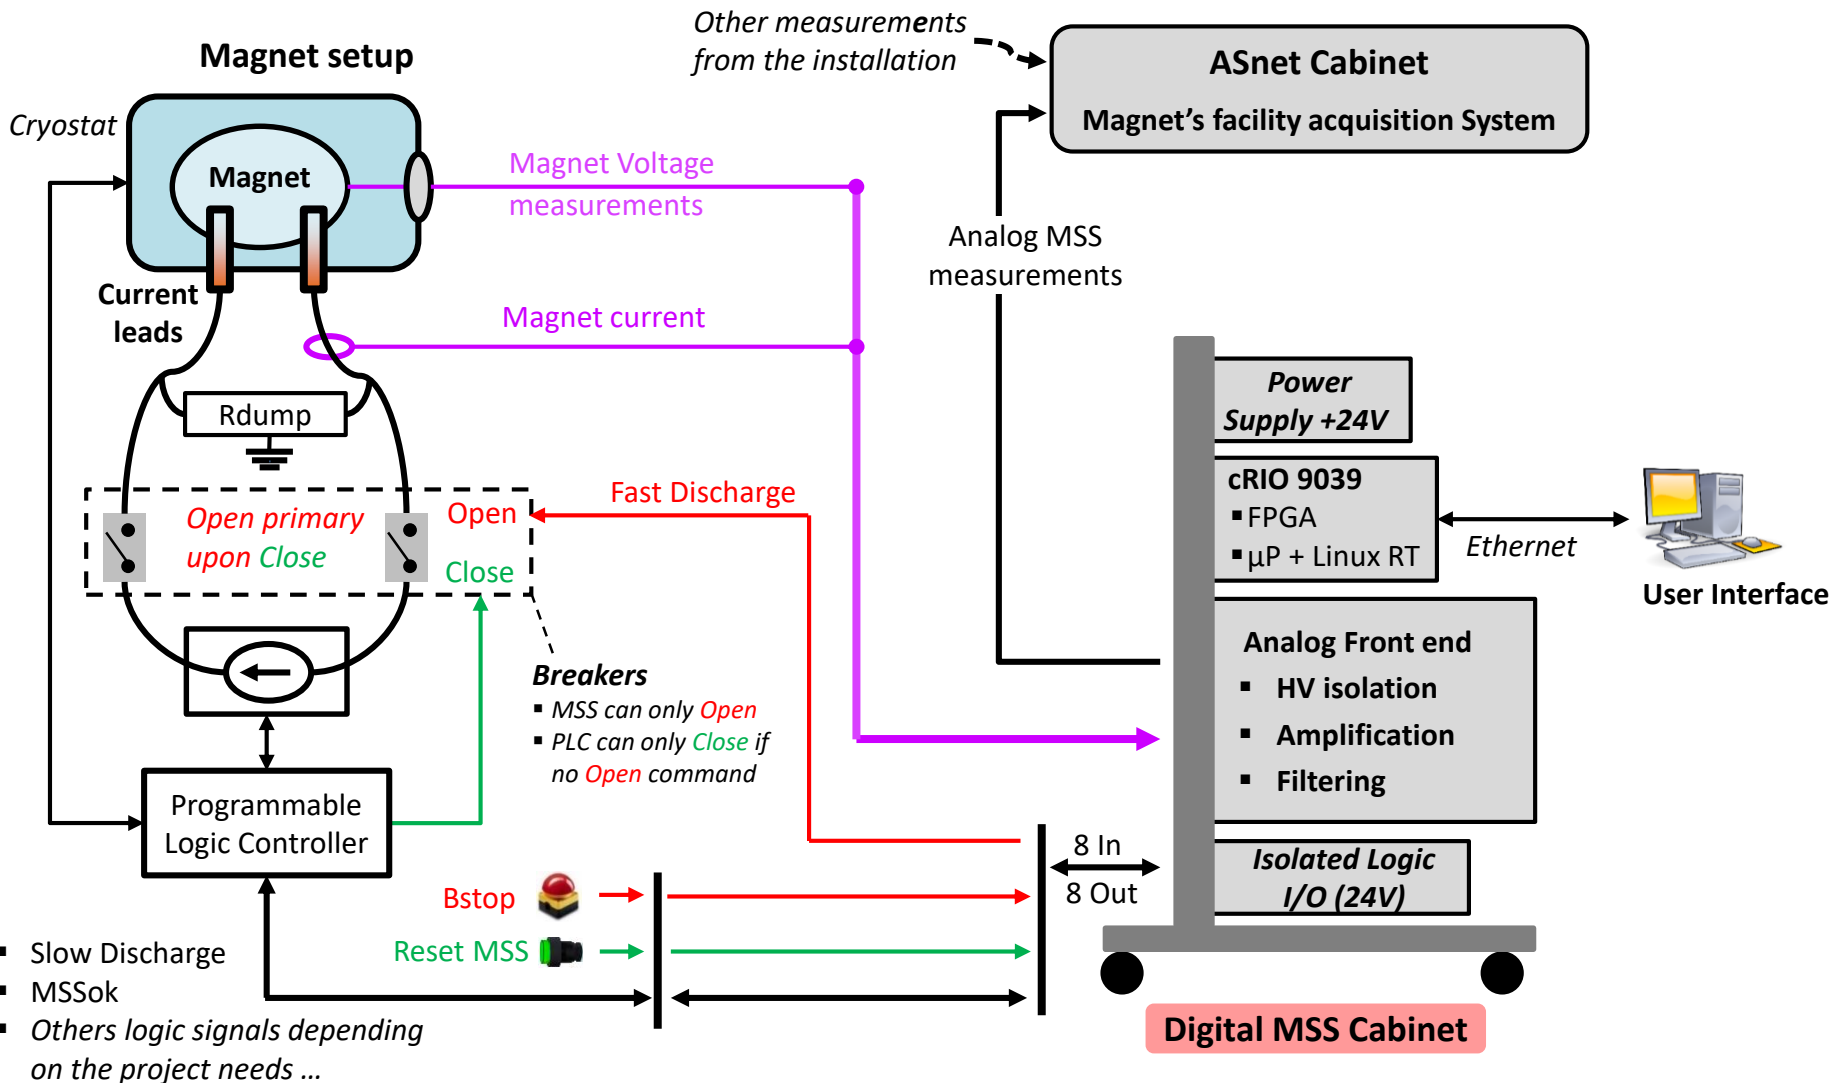 Magnet setup
Other measurements
from the installation
ASnet Cabinet
Magnet's facility acquisition System
Cryostat
Magnet
Magnet Voltage
measurements
Analog MSS
measurements
Current
leads
Magnet current
Rdump
Power
Supply +24V
cRIO 9039
▪ FPGA
▪ µP + Linux RT
Ethernet
User Interface
Fast Discharge
Open primary
upon Close
Open
Close
Analog Front end
▪ HV isolation
▪ Amplification
▪ Filtering
Breakers
▪ MSS can only Open
▪ PLC can only Close if
no Open command
Programmable
Logic Controller
8 In
8 Out
Isolated Logic
I/O (24V)
Bstop
Reset MSS
▪ Slow Discharge
▪ MSSok
▪ Others logic signals depending
on the project needs ...
Digital MSS Cabinet